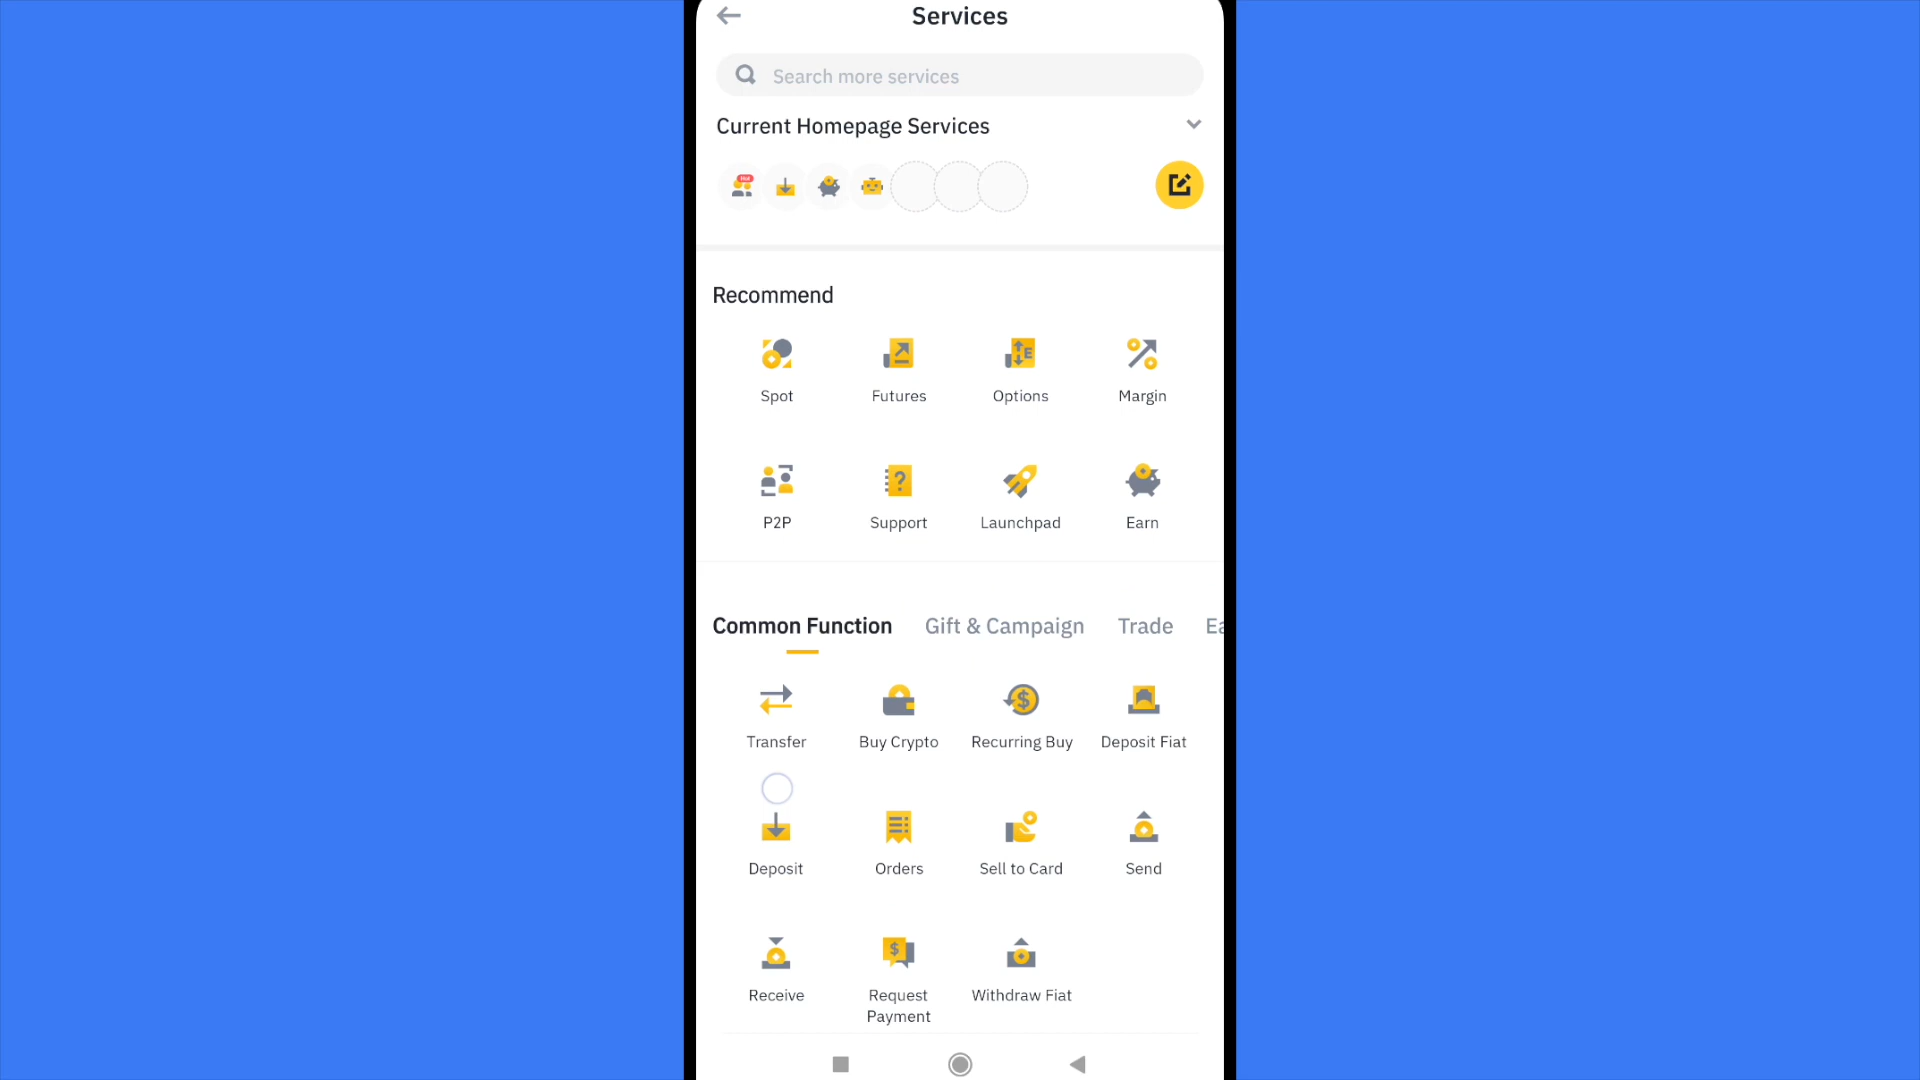 Services
Search more services
Current Homepage Services
Hot
Recommend
Spot Futures Options Margin
P2P Support Launchpad Earn
Common Function Gift & Campaign Trade Ea
Transfer Buy Crypto Recurring Buy Deposit Fiat
Deposit Orders Sell to Card Send
Receive Request Payment Withdraw Fiat